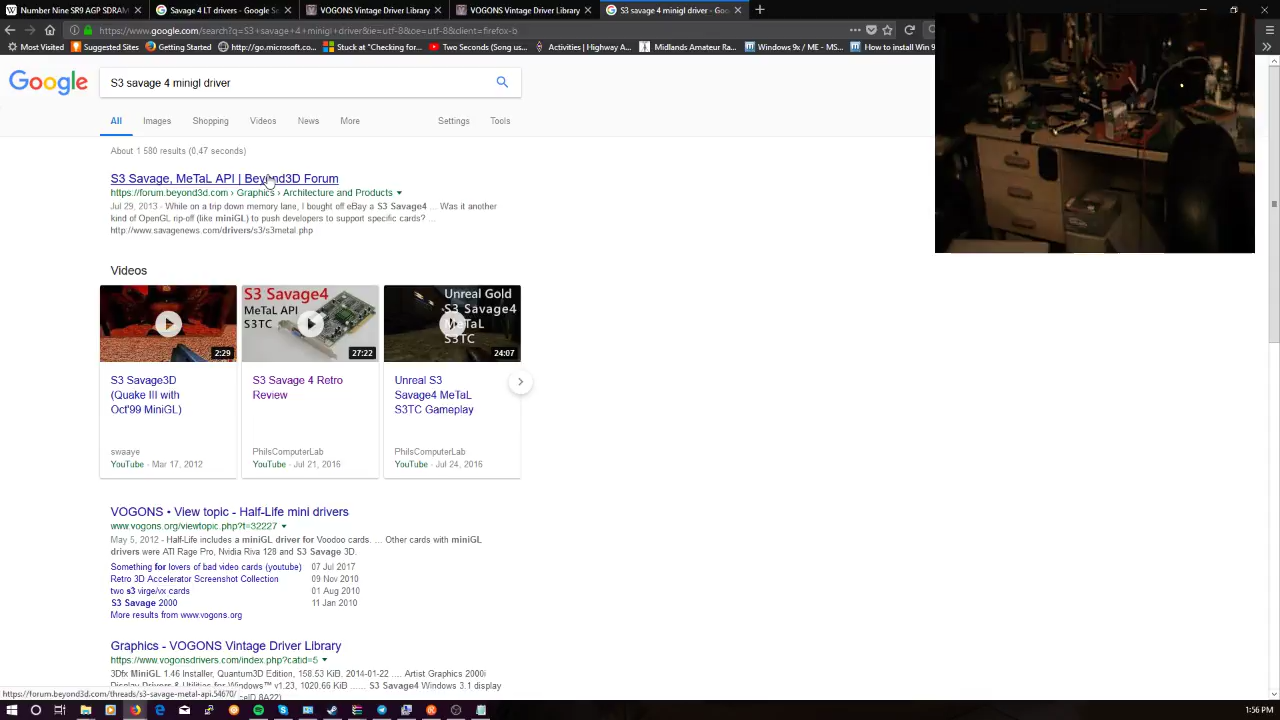 Number Nine SR9 AGP SDRAM
Savage 4 LT drivers - Google S
VOGONS Vintage Driver Library
VOGONS Vintage Driver Library
S3 savage 4 minigl driver - Goo
https://www.google.com/search?q=S3+savage+4+minigl+driver&ie=utf-8&oe=utf-8&client=firefox-b
Search
Most Visited
Suggested Sites
Getting Started
http://go.microsoft.co...
Stuck at "Checking for...
Two Seconds (Song us...
Activities | Highway A...
Midlands Amateur Ra...
Windows 9x / ME - MS...
How to install Win 9
Google
S3 savage 4 minigl driver
All Images Shopping Videos News More Settings Tools
About 1 580 results (0,47 seconds)
S3 Savage, MeTaL API | Beyond3D Forum
https://forum.beyond3d.com › Graphics › Architecture and Products
Jul 29, 2013 - While on a trip down memory lane, I bought off eBay a S3 Savage4 ... Was it another
kind of OpenGL rip-off (like miniGL) to push developers to support specific cards? ...
http://www.savagenews.com/drivers/s3/s3metal.php
Videos
S3 Savage4
MeTaL API
S3TC
Unreal Gold
S3 Savage4
MeTaL
S3TC
2:29
27:22
24:07
S3 Savage3D
(Quake III with
Oct'99 MiniGL)
swaaye
YouTube - Mar 17, 2012
S3 Savage 4 Retro
Review
PhilsComputerLab
YouTube - Jul 21, 2016
Unreal S3
Savage4 MeTaL
S3TC Gameplay
PhilsComputerLab
YouTube - Jul 24, 2016
VOGONS • View topic - Half-Life mini drivers
www.vogons.org/viewtopic.php?t=32227
May 5, 2012 - Half-Life includes a miniGL driver for Voodoo cards. ... Other cards with miniGL
drivers were ATI Rage Pro, Nvidia Riva 128 and S3 Savage 3D.
Something for lovers of bad video cards (youtube) 07 Jul 2017
Retro 3D Accelerator Screenshot Collection 09 Nov 2010
two s3 virge/vx cards 01 Aug 2010
S3 Savage 2000 11 Jan 2010
More results from www.vogons.org
Graphics - VOGONS Vintage Driver Library
https://www.vogonsdrivers.com/index.php?catid=5
3Dfx MiniGL 1.46 Installer, Quantum3D Edition, 158.53 KiB. 2014-01-22 .... Artist Graphics 2000i
Display Drivers & Utilities for Windows™ v1.23, 1020.66 KiB ...... S3 Savage4 Windows 3.1 display
https://forum.beyond3d.com/threads/s3-savage-metal-api.54670/
1:56 PM